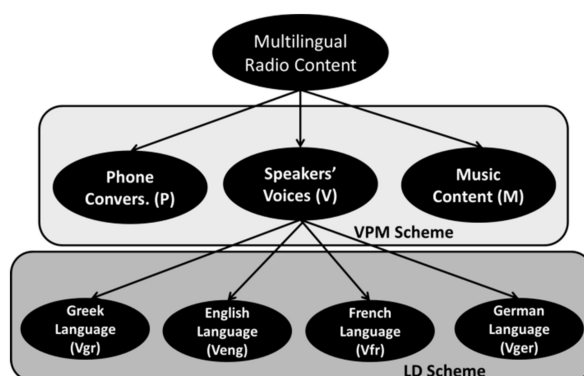 Multilingual
Radio Content
Phone
Convers. (P)
Speakers’
Voices (V)
Music
Content (M)
VPM Scheme
Greek
Language
(Vgr)
English
Language
(Veng)
French
Language
(Vfr)
German
Language
(Vger)
LD Scheme